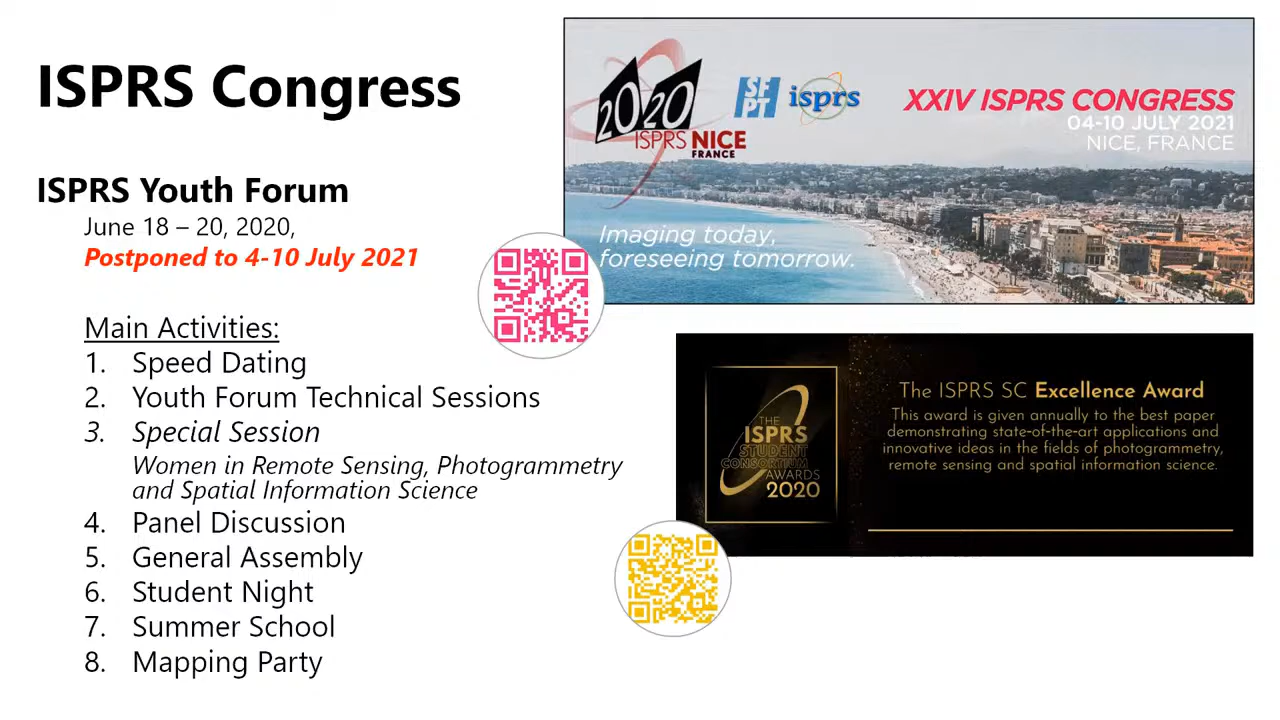 ISPRS Congress
ISPRS Youth Forum
June 18 – 20, 2020,
Postponed to 4-10 July 2021
Main Activities:
1. Speed Dating
2. Youth Forum Technical Sessions
3. Special Session
Women in Remote Sensing, Photogrammetry
and Spatial Information Science
4. Panel Discussion
5. General Assembly
6. Student Night
7. Summer School
8. Mapping Party
2020
ISPRS NICE
FRANCE
SF
PT
isprs
XXIV ISPRS CONGRESS
04-10 JULY 2021
NICE, FRANCE
Imaging today,
foreseeing tomorrow.
THE
ISPRS
STUDENT
CONSORTIUM
AWARDS
2020
The ISPRS SC Excellence Award
This award is given annually to the best paper
demonstrating state-of-the-art applications and
innovative ideas in the fields of photogrammetry,
remote sensing and spatial information science.